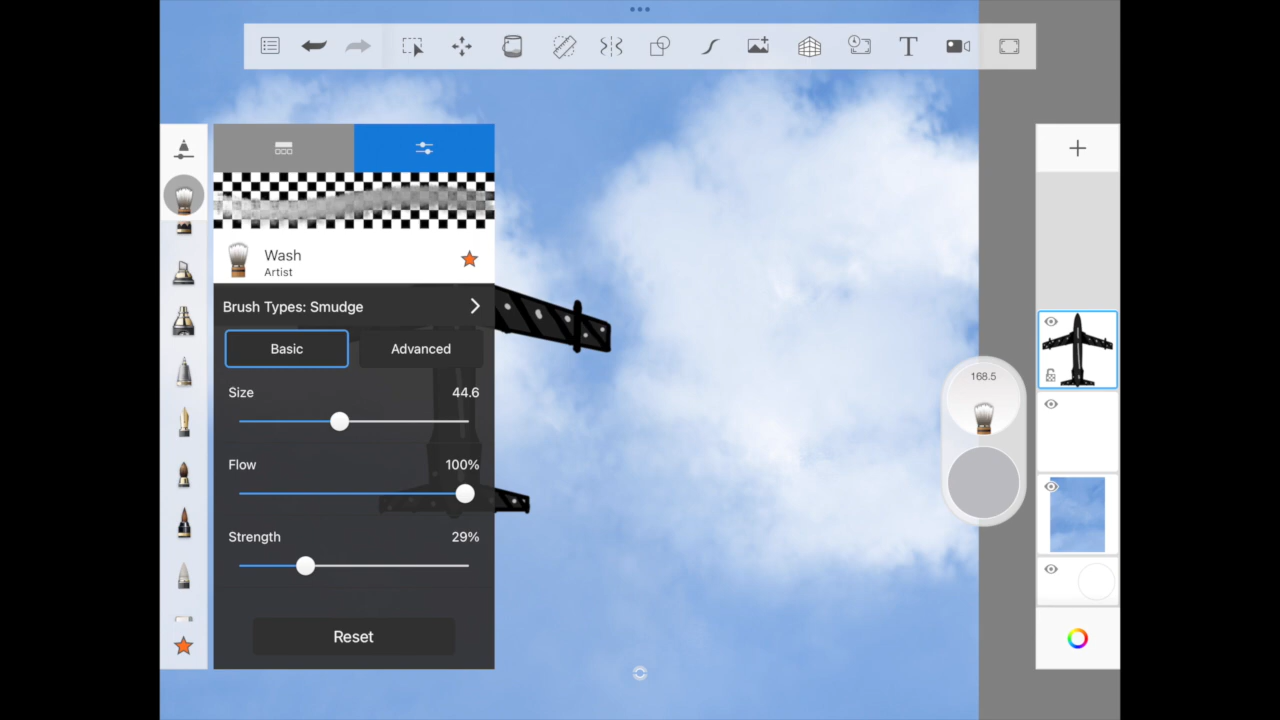 T
Wash
Artist
Brush Types: Smudge
Basic
Advanced
Size
44.6
168.5
Flow
100%
Strength
29%
Reset